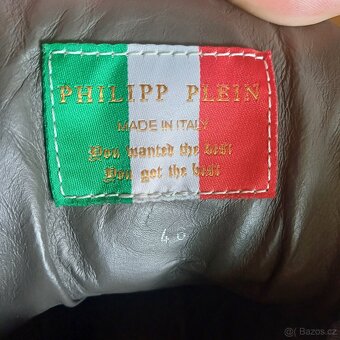 PHILIPP PLEIN
MADE IN ITALY
You wanted the best
You got the best
40
© Bazos.cz